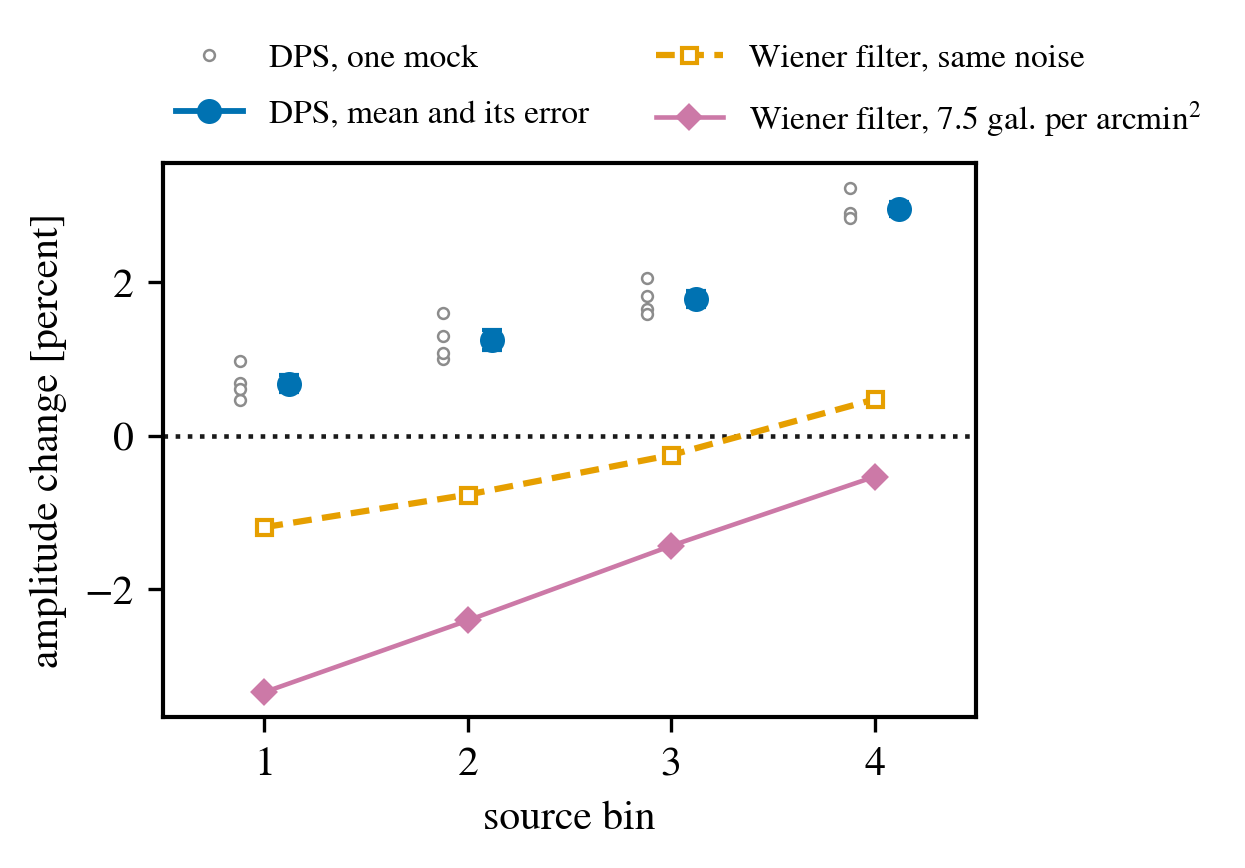 DPS, one mock
DPS, mean and its error
Wiener filter, same noise
Wiener filter, 7.5 gal. per arcmin²
amplitude change [percent]
2
0
−2
1 2 3 4
source bin